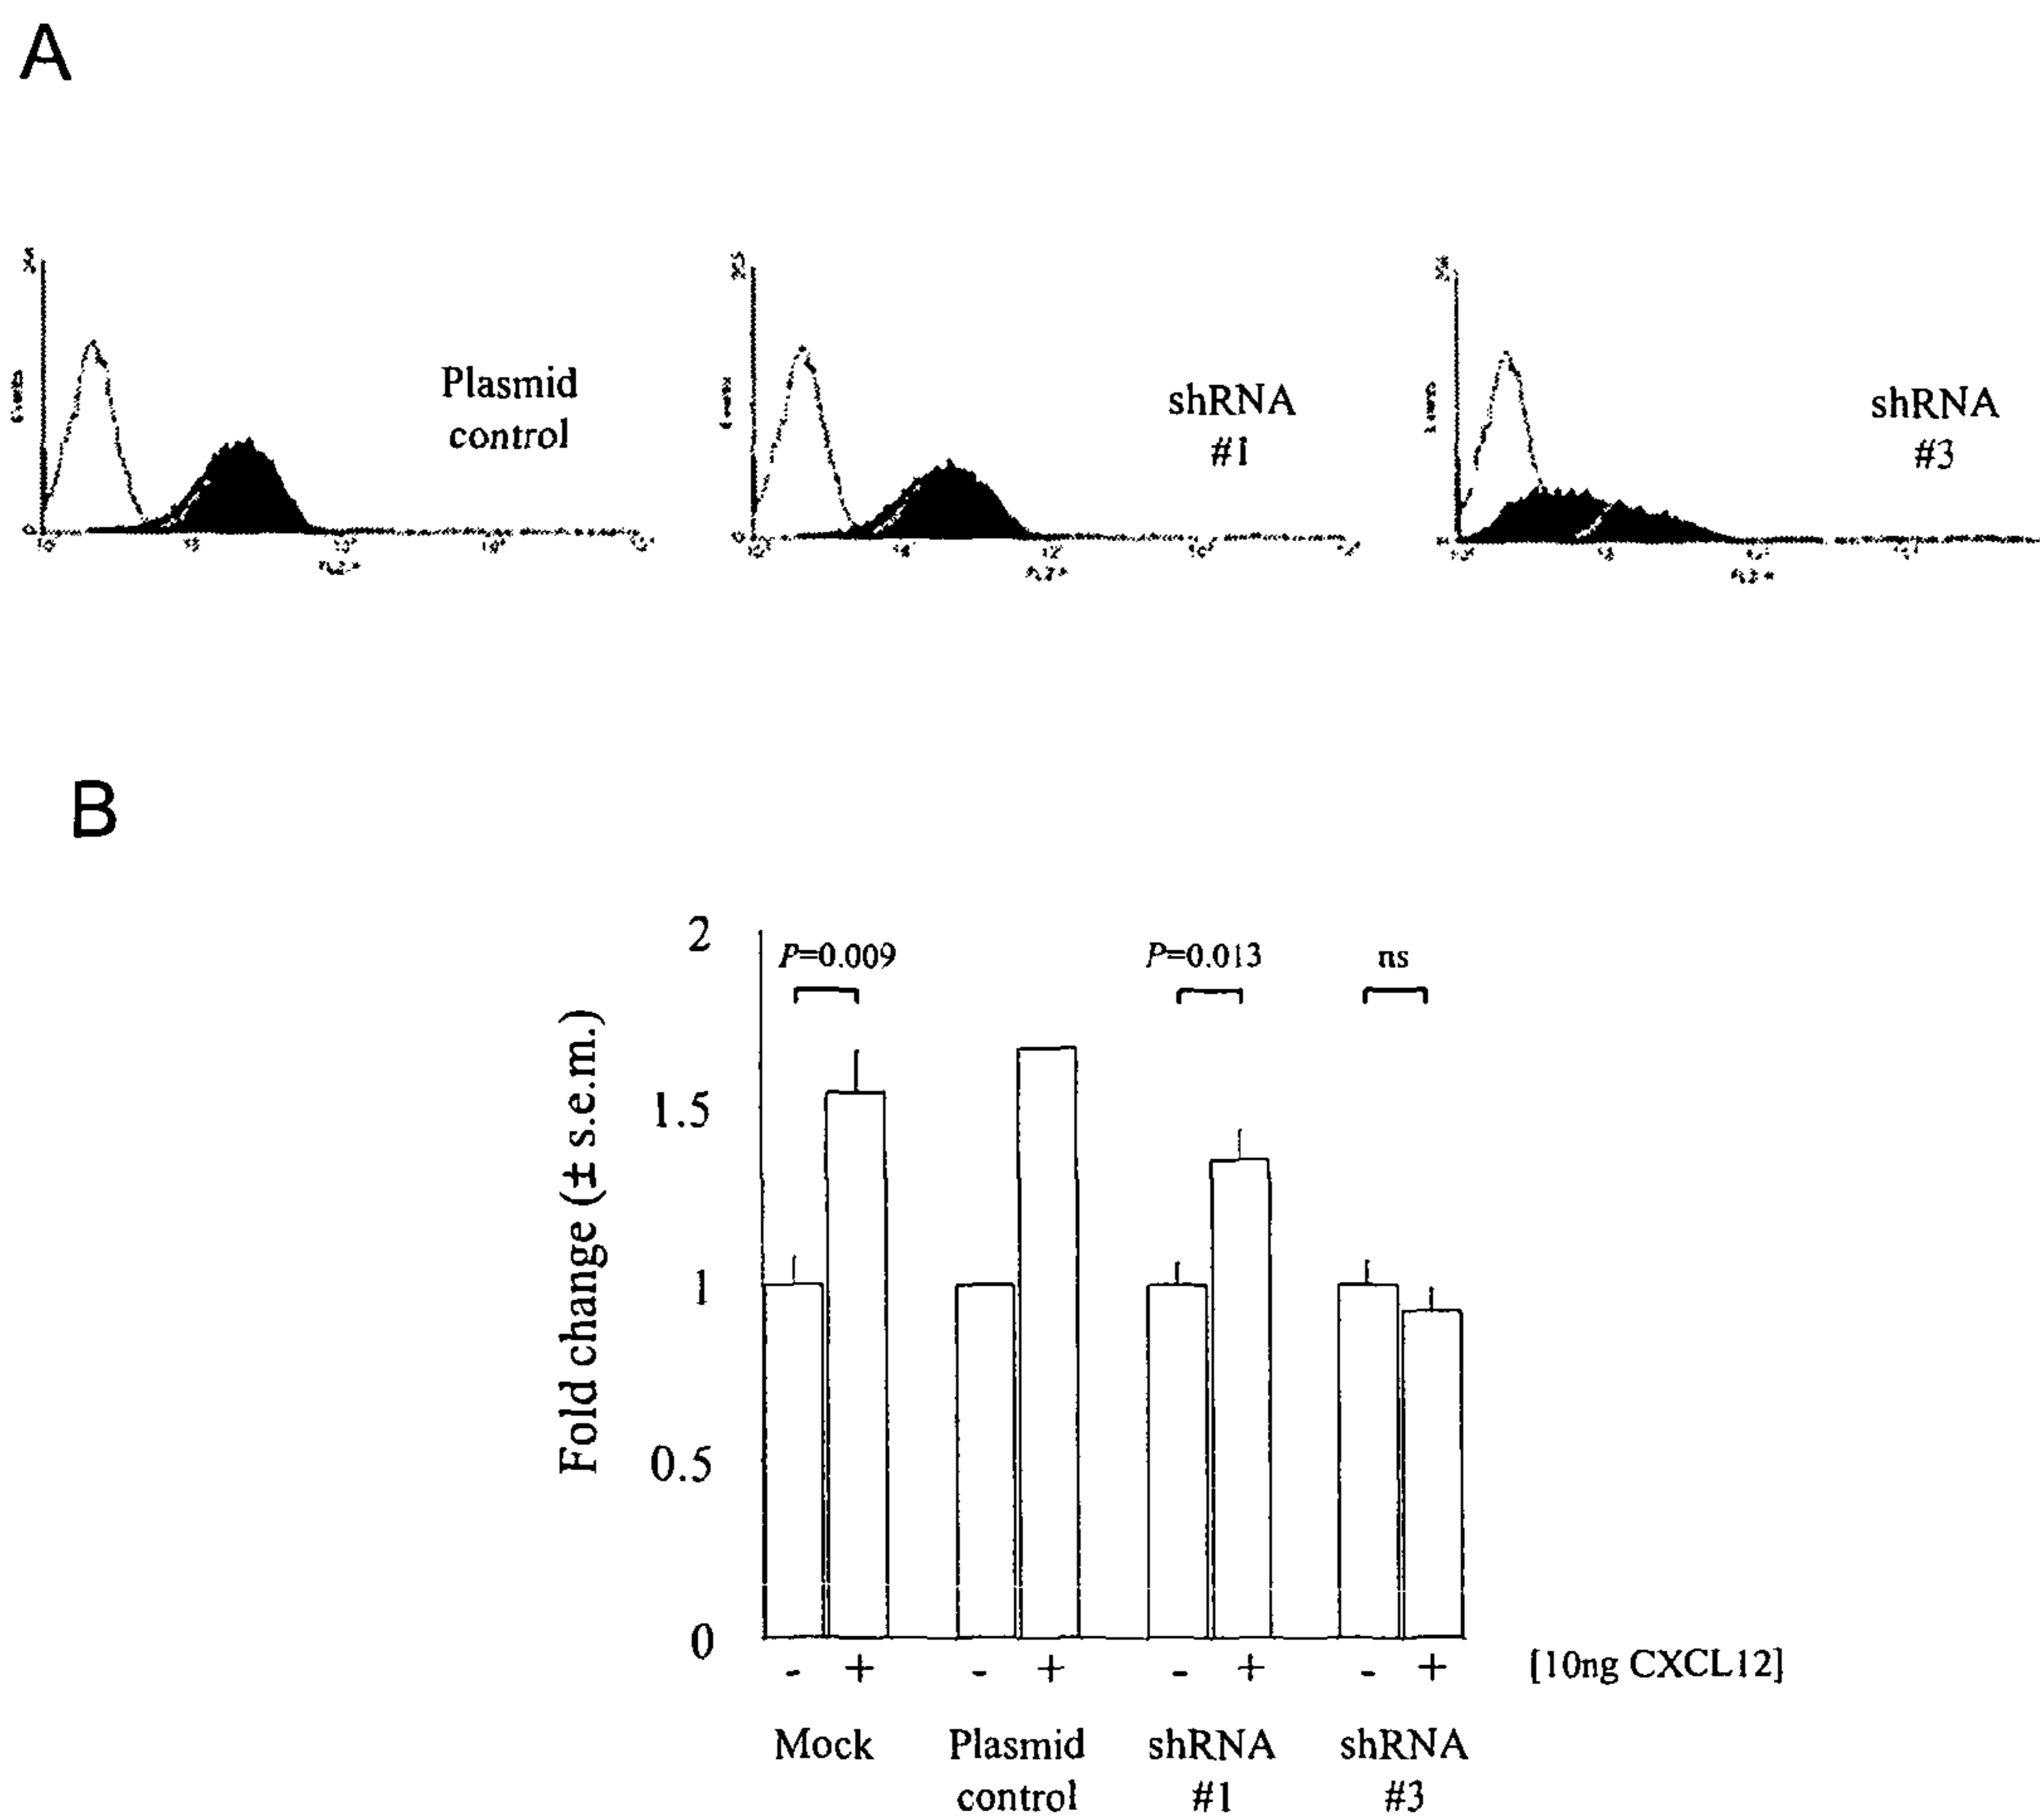 A
Plasmid
control
shRNA
#1
shRNA
#3
B
2
1.5
1
0.5
0
Fold change (± s.e.m.)
P=0.009
P=0.013
ns
- + - + - + - +
[10ng CXCL12]
Mock
Plasmid
control
shRNA
#1
shRNA
#3